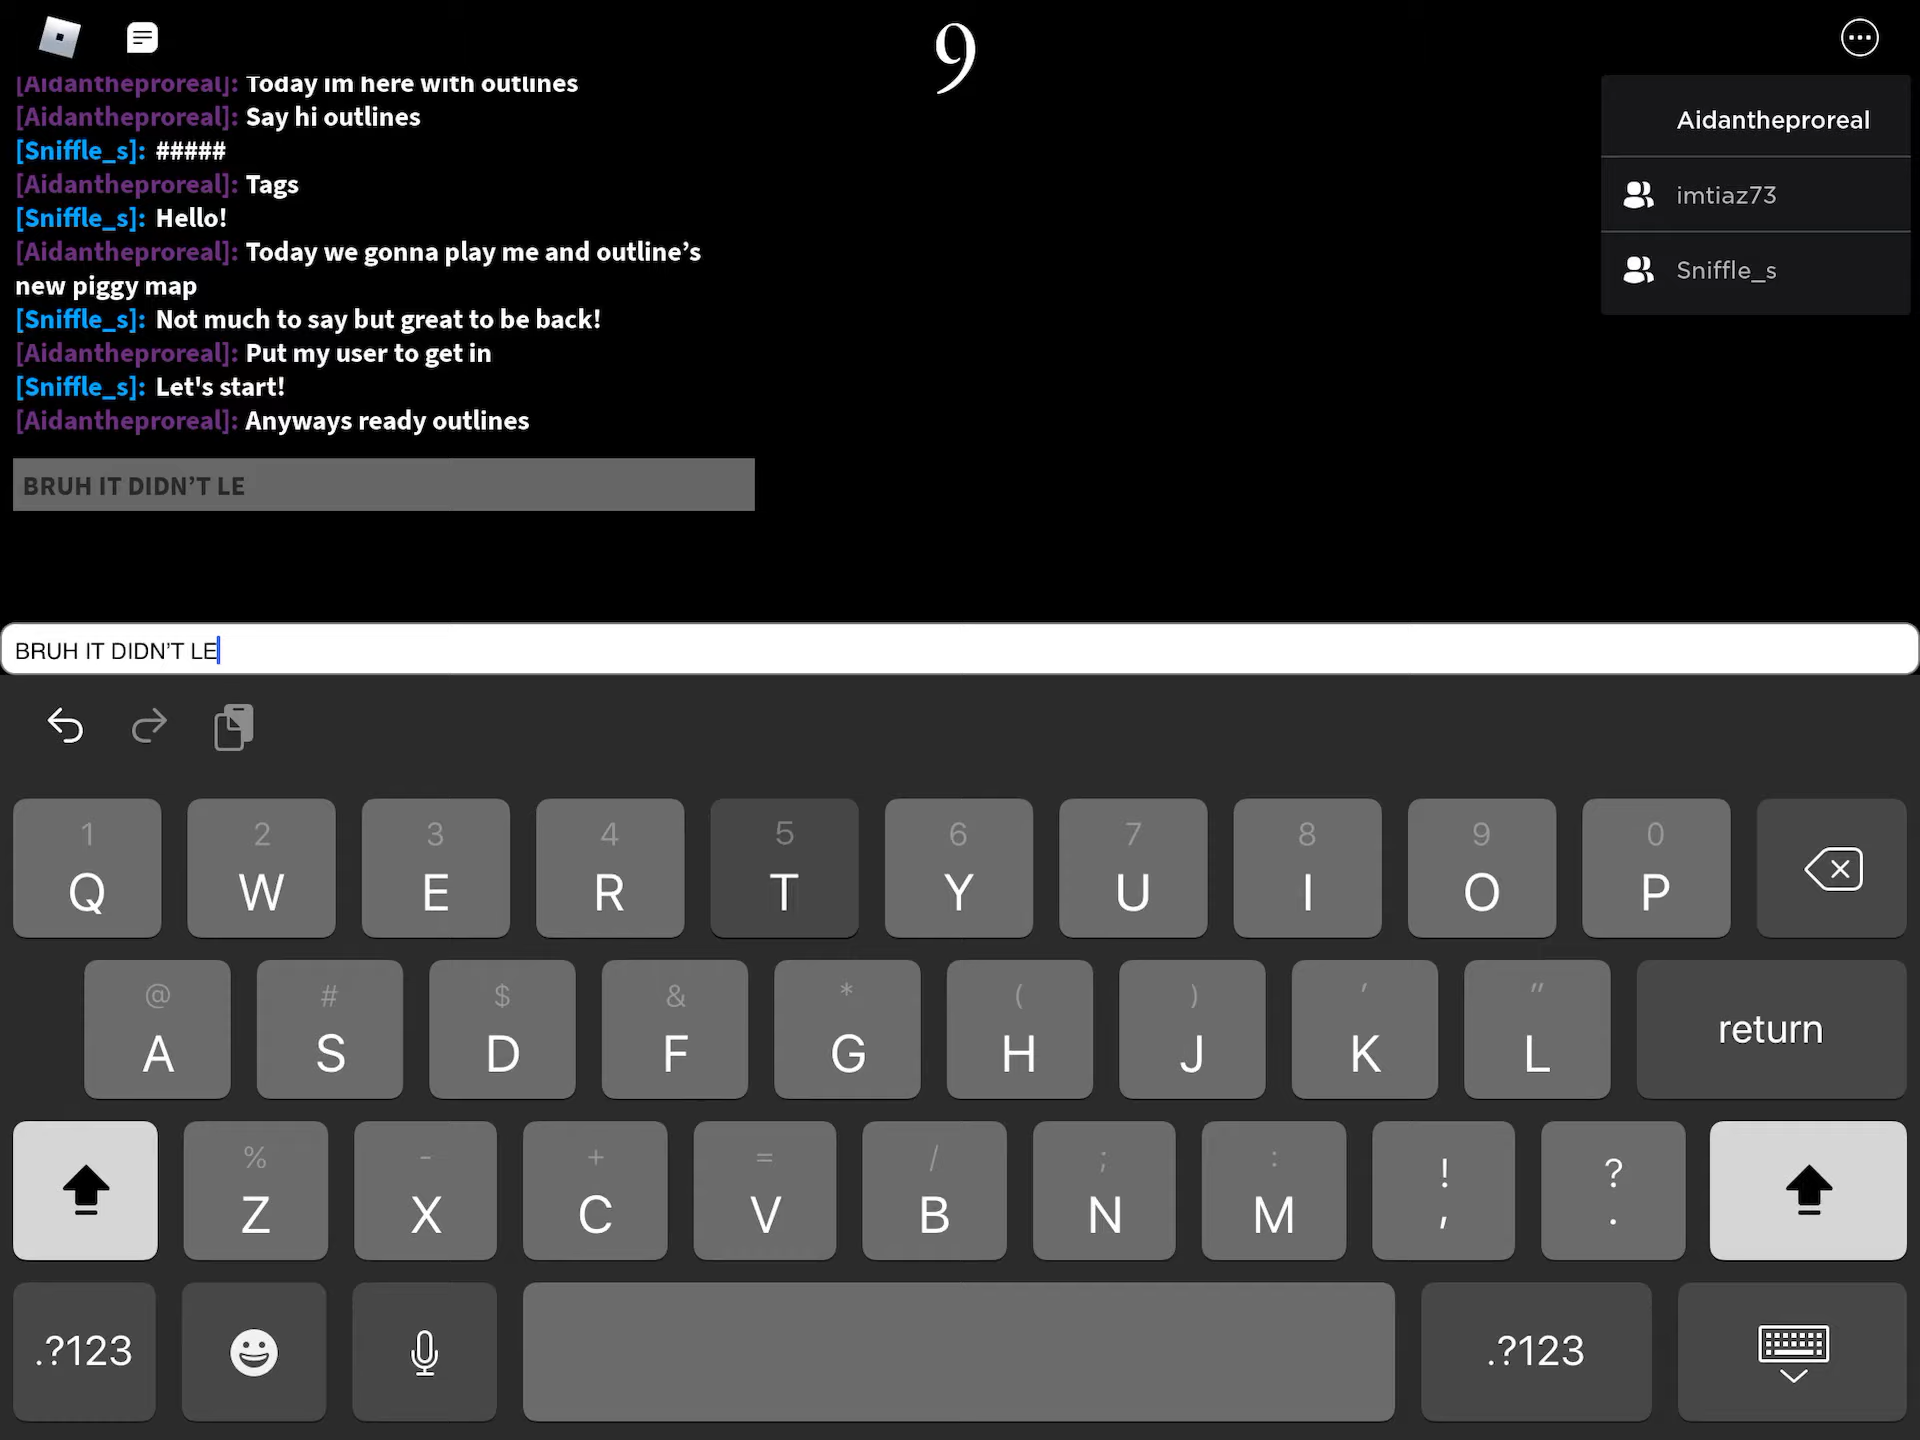 9
[Aidantheproreal]: Today im here with outlines
[Aidantheproreal]: Say hi outlines
[Sniffle_s]: #####
[Aidantheproreal]: Tags
[Sniffle_s]: Hello!
[Aidantheproreal]: Today we gonna play me and outline’s
new piggy map
[Sniffle_s]: Not much to say but great to be back!
[Aidantheproreal]: Put my user to get in
[Sniffle_s]: Let's start!
[Aidantheproreal]: Anyways ready outlines
BRUH IT DIDN’T LE
Aidantheproreal
imtiaz73
Sniffle_s
BRUH IT DIDN’T LE
1 2 3 4 5 6 7 8 9 0
Q W E R T Y U I O P
@ # $ & * ( ) ' "
A S D F G H J K L return
% - + = / ; : ! ?
Z X C V B N M , .
.?123 .?123